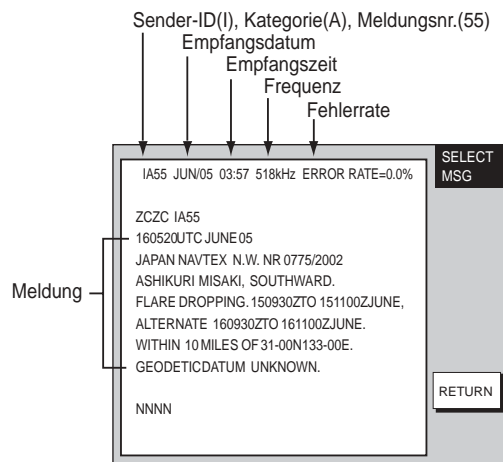 Sender-ID(I), Kategorie(A), Meldungsnr.(55)
Empfangsdatum
Empfangszeit
Frequenz
Fehlerrate
SELECT
MSG
IA55 JUN/05 03:57 518kHz ERROR RATE=0.0%
ZCZC IA55
160520UTC JUNE 05
JAPAN NAVTEX N.W. NR 0775/2002
ASHIKURI MISAKI, SOUTHWARD.
FLARE DROPPING. 150930ZTO 151100ZJUNE,
ALTERNATE 160930ZTO 161100ZJUNE.
WITHIN 10 MILES OF 31-00N133-00E.
GEODETICDATUM UNKNOWN.
NNNN
Meldung
RETURN